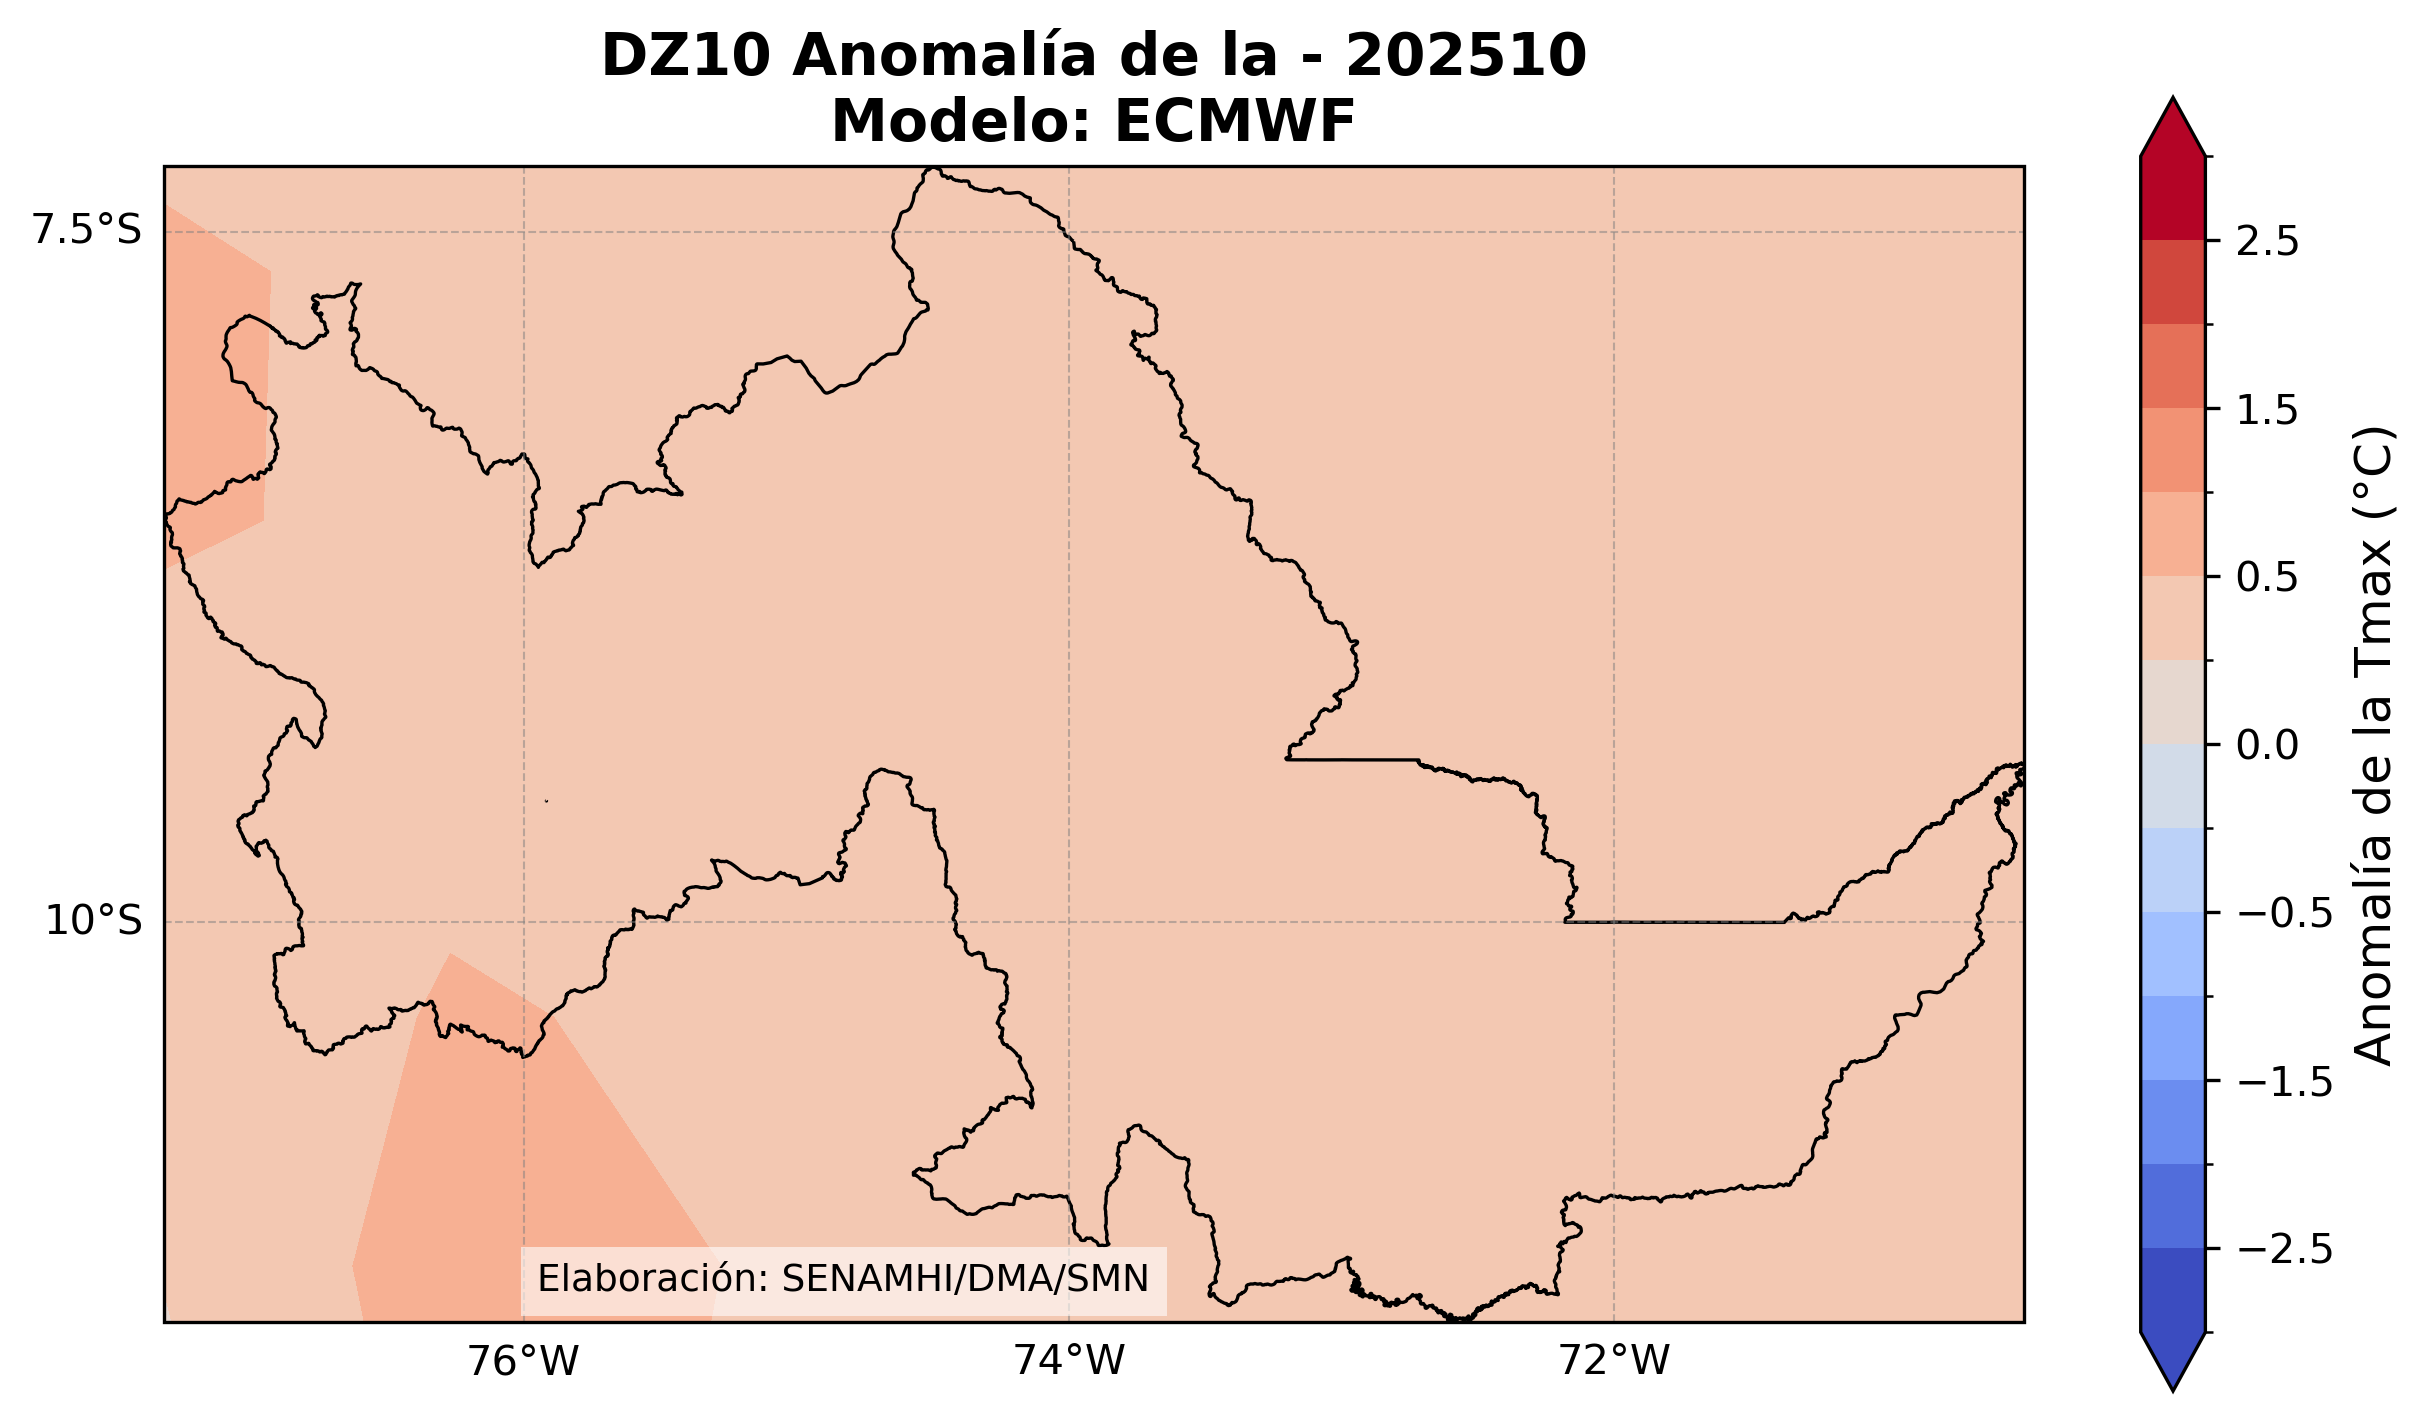 DZ10 Anomalía de la - 202510
Modelo: ECMWF
7.5°S
10°S
76°W
74°W
72°W
Elaboración: SENAMHI/DMA/SMN
2.5
1.5
0.5
0.0
−0.5
−1.5
−2.5
Anomalía de la Tmax (°C)